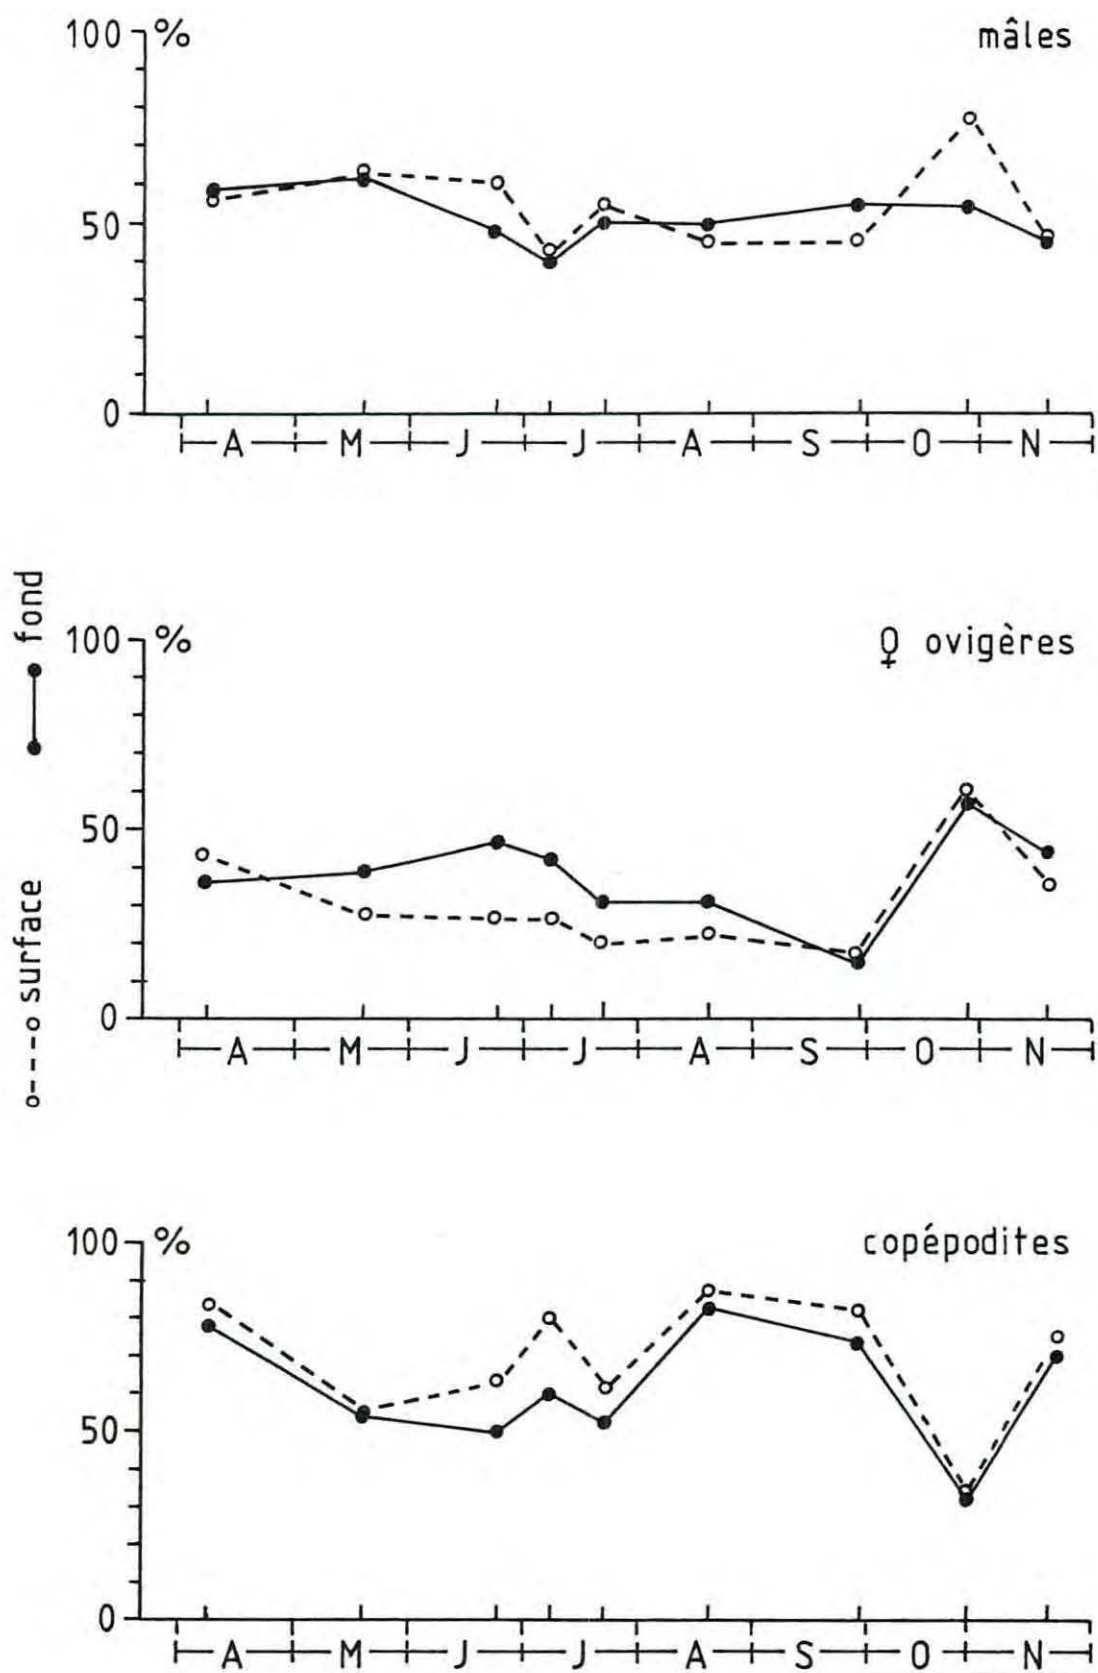 100 %
mâles
50
0
A M J J A S O N
fond
surface
100 %
♀ ovigères
50
0
A M J J A S O N
100 %
copépodites
50
0
A M J J A S O N